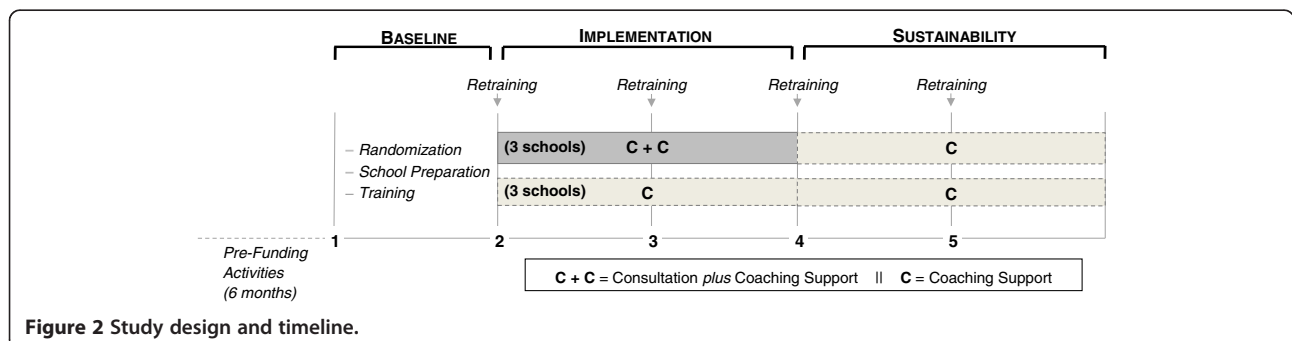 BASELINE
IMPLEMENTATION
SUSTAINABILITY
Retraining
Retraining
Retraining
Retraining
– Randomization
– School Preparation
– Training
(3 schools) C + C
C
(3 schools) C
C
1
2
3
4
5
Pre-Funding
Activities
(6 months)
C + C = Consultation plus Coaching Support || C = Coaching Support
Figure 2 Study design and timeline.